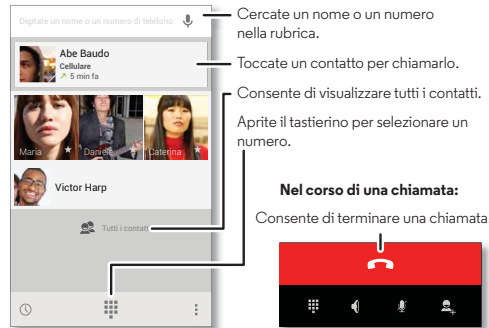 Digitate un nome o un numero di telefono
Cercate un nome o un numero
nella rubrica.
Abe Baudo
Cellulare
5 min fa
Toccate un contatto per chiamarlo.
Consente di visualizzare tutti i contatti.
Aprite il tastierino per selezionare un
numero.
Maria
Daniela
Caterina
Victor Harp
Tutti i contatti
Nel corso di una chiamata:
Consente di terminare una chiamata